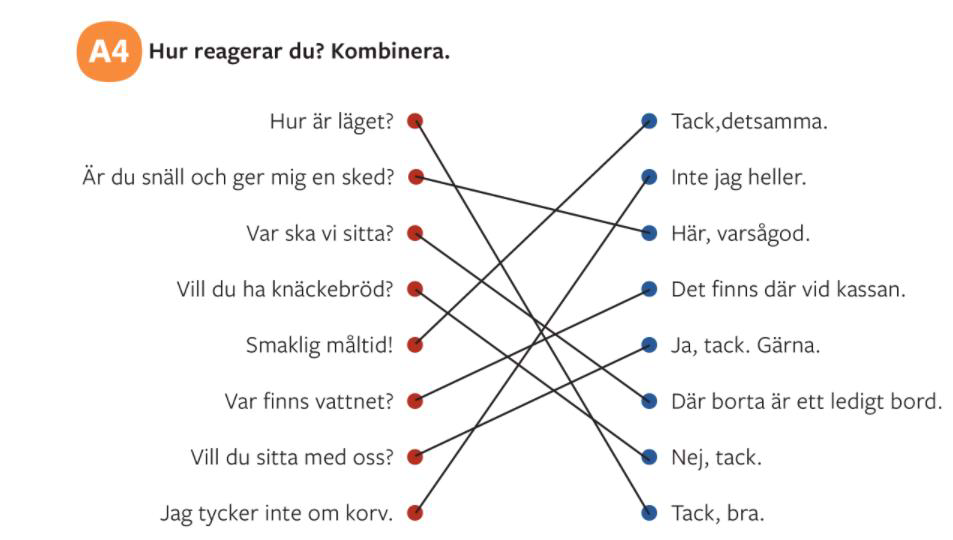 A4 Hur reagerar du? Kombinera.
Hur är läget? Tack,detsamma.
Är du snäll och ger mig en sked? Inte jag heller.
Var ska vi sitta? Här, varsågod.
Vill du ha knäckebröd? Det finns där vid kassan.
Smaklig måltid! Ja, tack. Gärna.
Var finns vattnet? Där borta är ett ledigt bord.
Vill du sitta med oss? Nej, tack.
Jag tycker inte om korv. Tack, bra.